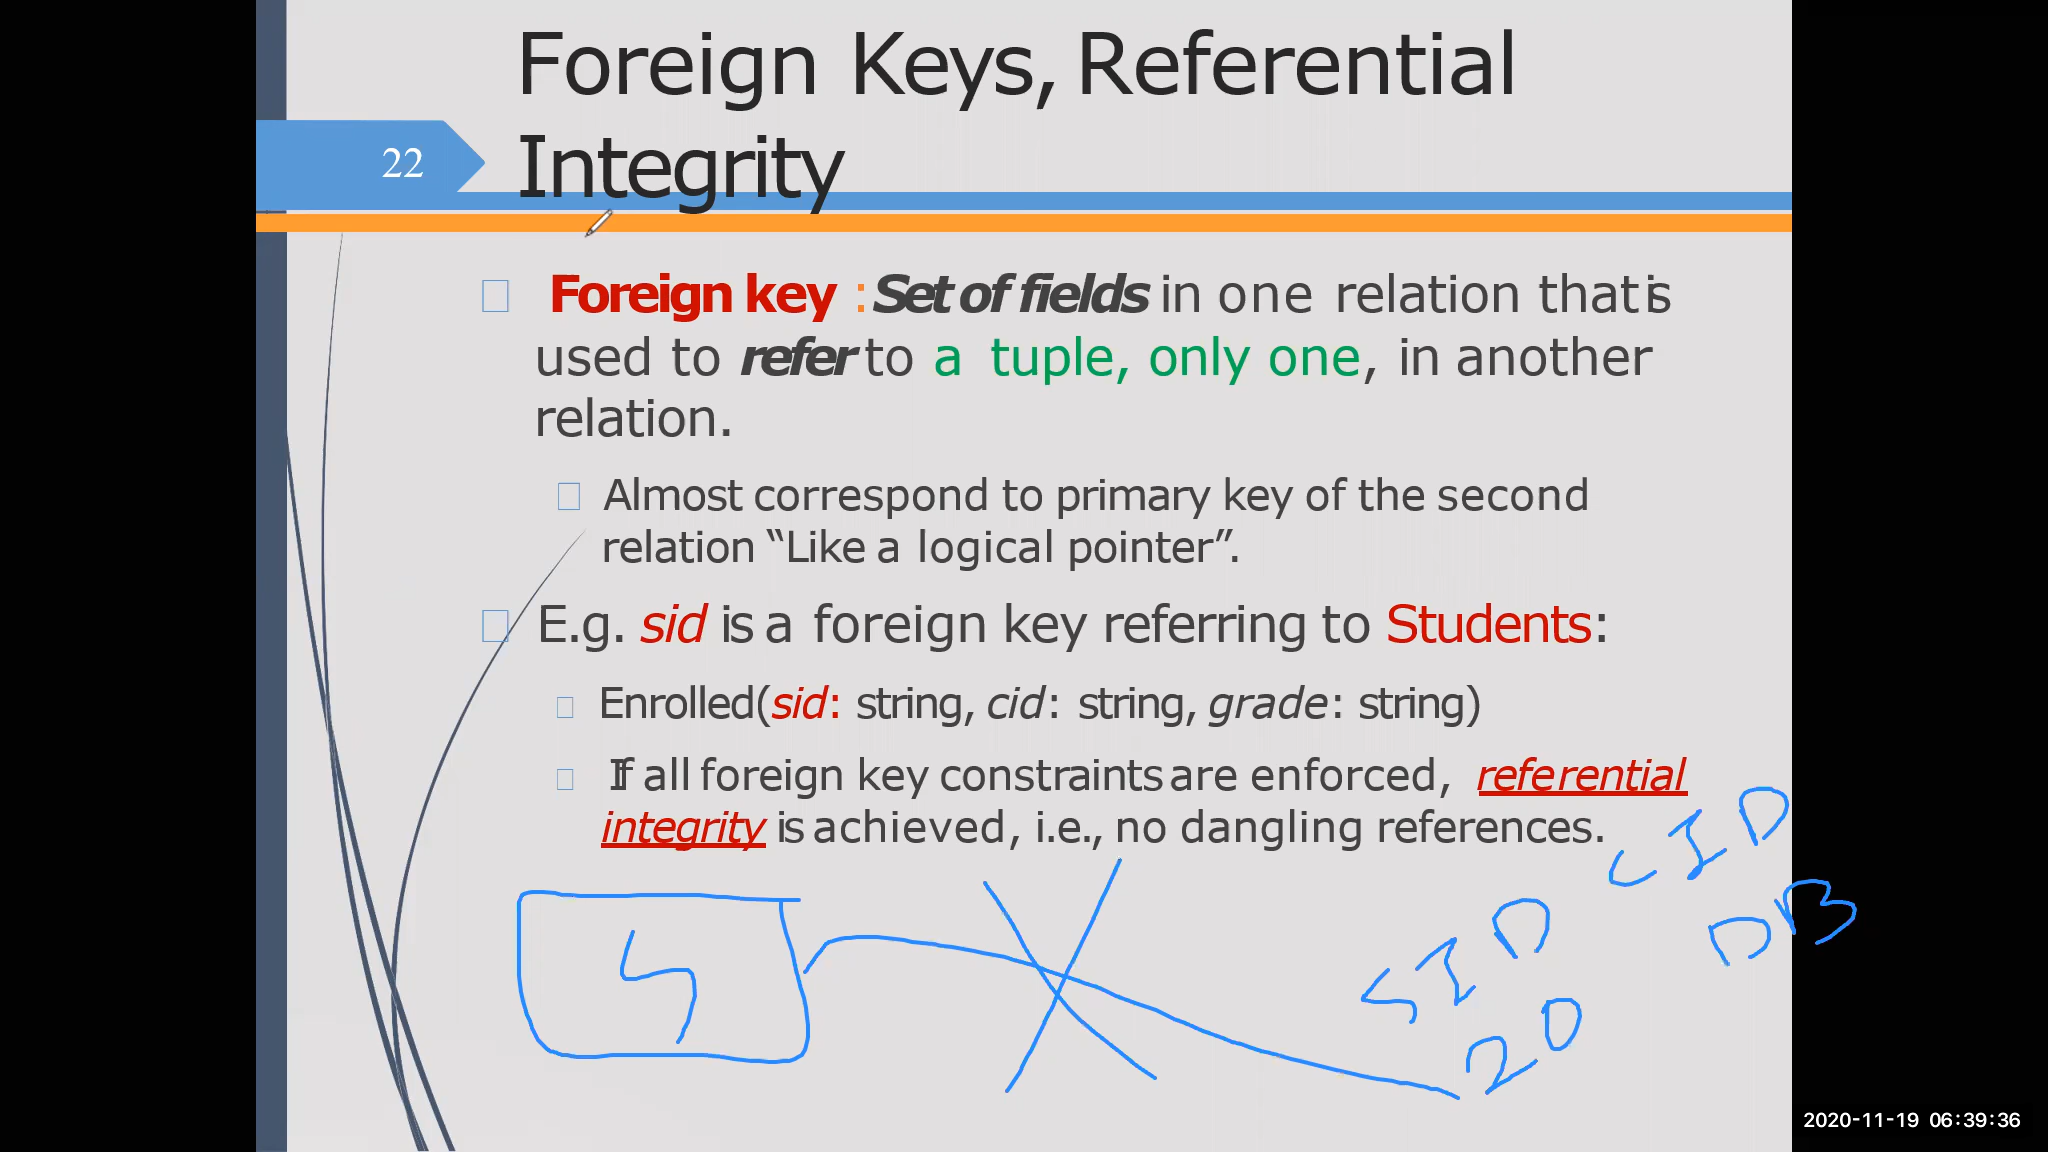 Foreign Keys, Referential
Integrity
22
Foreign key : Set of fields in one relation that is
used to refer to a tuple, only one, in another
relation.
Almost correspond to primary key of the second
relation “Like a logical pointer”.
E.g. sid is a foreign key referring to Students:
Enrolled(sid: string, cid: string, grade: string)
If all foreign key constraints are enforced, referential
integrity is achieved, i.e., no dangling references.
S
SID CID
20 DB
2020-11-19 06:39:36